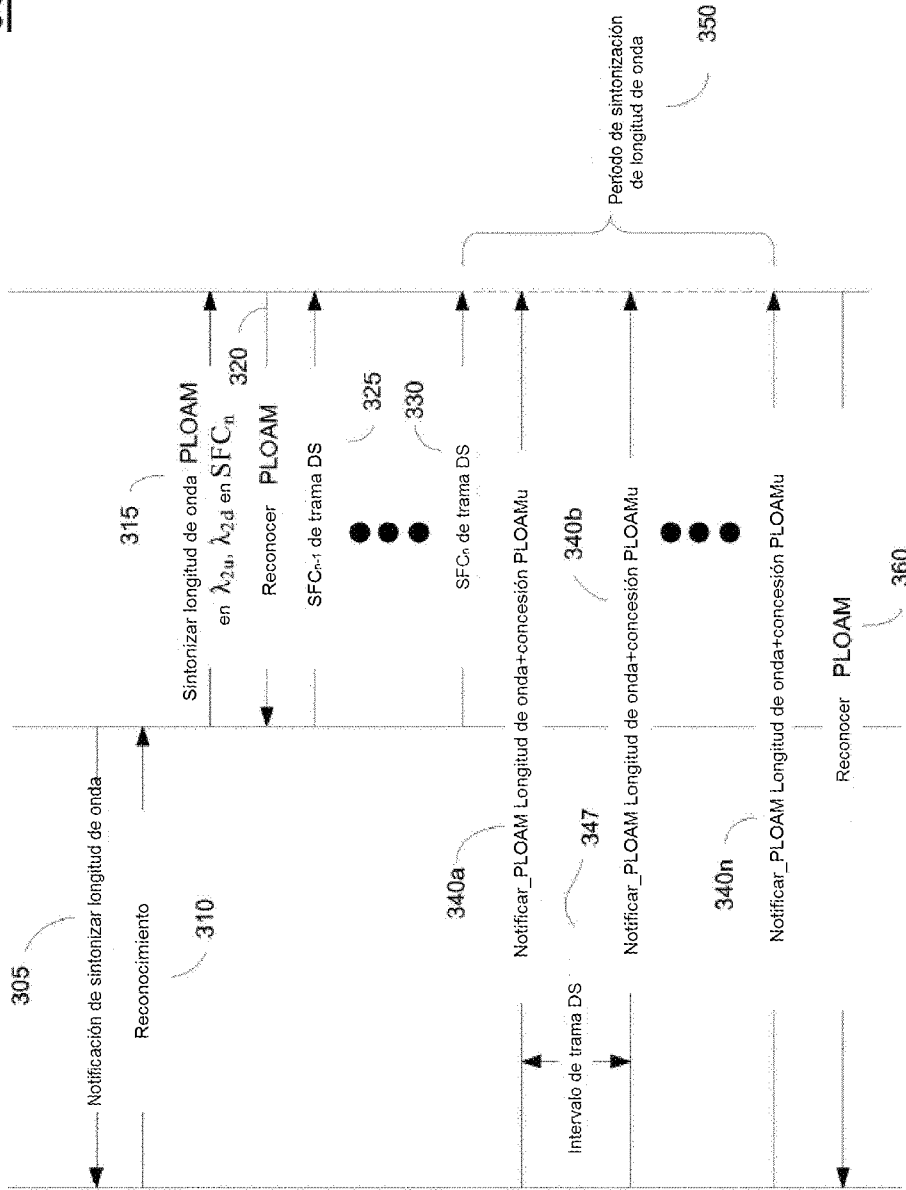 305
Notificación de sintonizar longitud de onda
Reconocimiento
310
315
Sintonizar longitud de onda PLOAM
en λ2u, λ2d en SFCn
320
Reconocer PLOAM
SFCn-1 de trama DS
325
330
SFCn de trama DS
340a
Notificar_PLOAM Longitud de onda+concesión PLOAMu
Intervalo de trama DS
347
340b
Notificar_PLOAM Longitud de onda+concesión PLOAMu
340n
Notificar_PLOAM Longitud de onda+concesión PLOAMu
Reconocer PLOAM
360
Período de sintonización
de longitud de onda
350